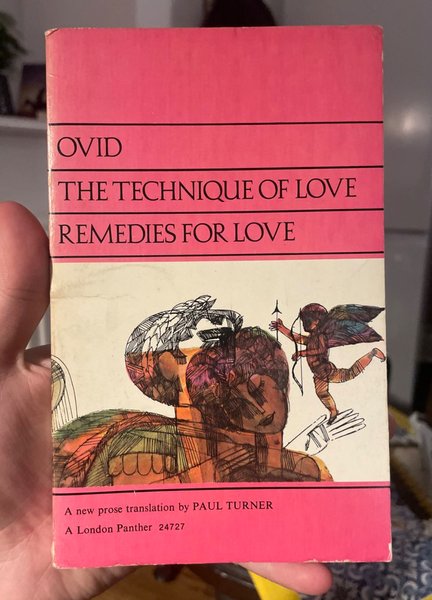 OVID
THE TECHNIQUE OF LOVE
REMEDIES FOR LOVE
A new prose translation by PAUL TURNER
A London Panther 24727